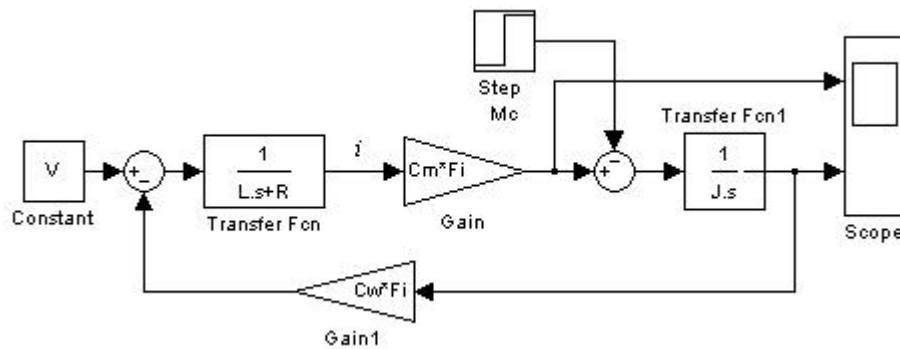 Step
Mc
Transfer Fcn1
V
Constant
+
-
1
L.s+R
Transfer Fcn
i
Cm*Fi
Gain
-
+
1
J.s
Scope
Cw*Fi
Gain1